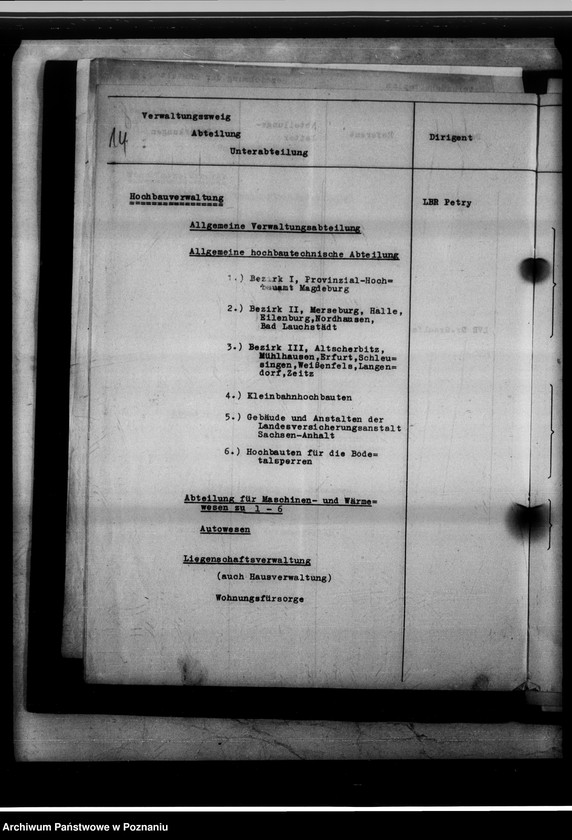 Verwaltungszweig
Abteilung
Unterabteilung
Dirigent
14
Hochbauverwaltung
LBR Petry
Allgemeine Verwaltungsabteilung
Allgemeine hochbautechnische Abteilung
1.) Bezirk I, Provinzial-Hoch=
bauamt Magdeburg
2.) Bezirk II, Merseburg, Halle,
Eilenburg,Nordhausen,
Bad Lauchstädt
3.) Bezirk III, Altscherbitz,
Mühlhausen,Erfurt,Schleu=
singen,Weißenfels,Langen=
dorf,Zeitz
4.) Kleinbahnhochbauten
5.) Gebäude und Anstalten der
Landesversicherungsanstalt
Sachsen-Anhalt
6.) Hochbauten für die Bode=
talsperren
Abteilung für Maschinen- und Wärme=
wesen zu 1 - 6
Autowesen
Liegenschaftsverwaltung
(auch Hausverwaltung)
Wohnungsfürsorge
Archiwum Państwowe w Poznaniu